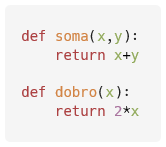 def soma(x,y):
    return x+y

def dobro(x):
    return 2*x